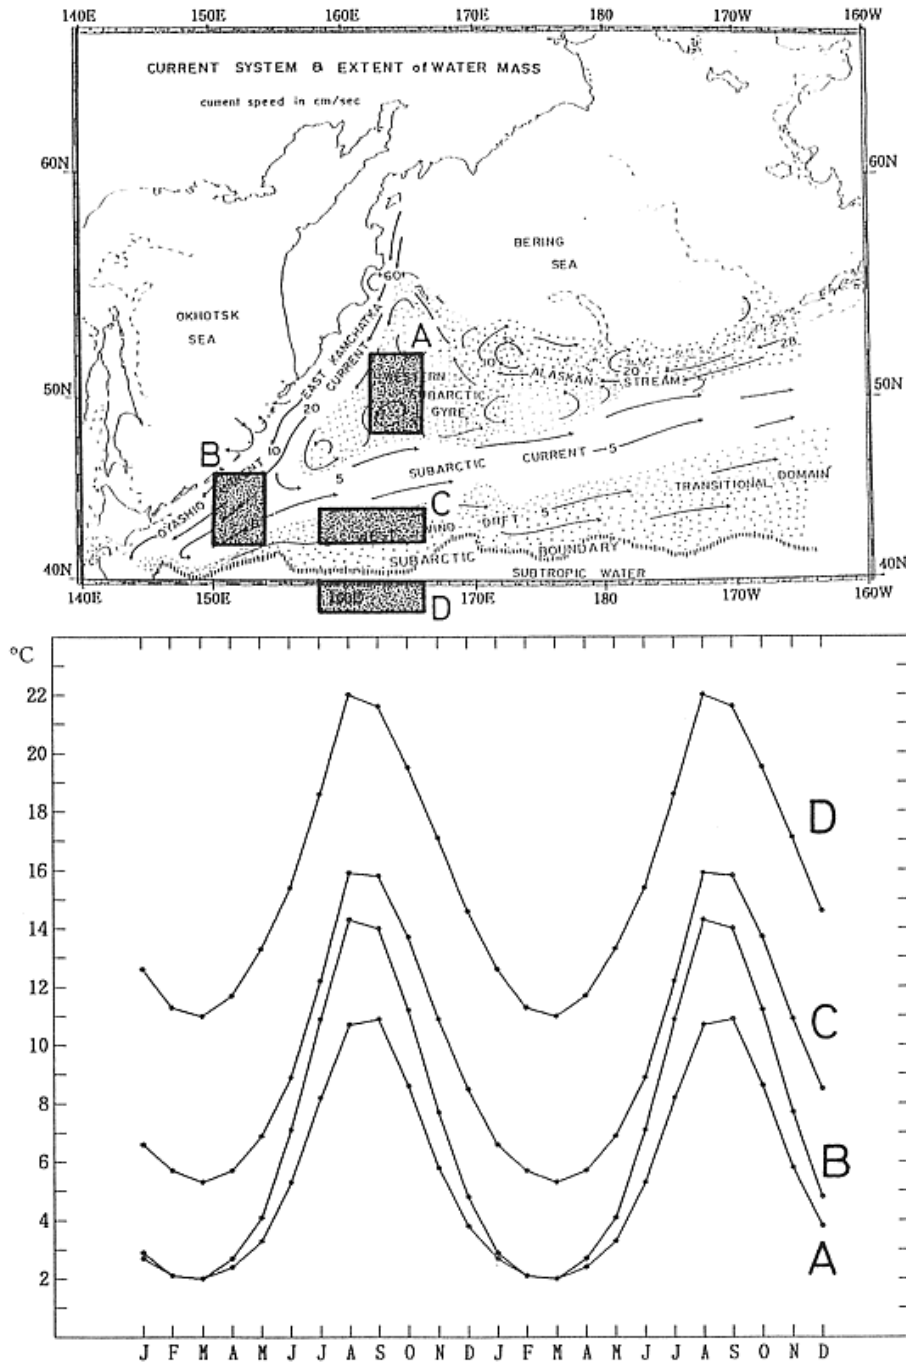 140E 150E 160E 170E 180 170W 160W
CURRENT SYSTEM & EXTENT of WATER MASS
current speed in cm/sec
60N 60N
BERING
SEA
60
OKHOTSK
SEA
EAST KAMCHATKA
CURRENT
A
28
10
20
ALASKAN STREAM
50N 50N
WESTERN
SUBARCTIC
GYRE
20
10
B
5
SUBARCTIC CURRENT 5
TRANSITIONAL DOMAIN
OYASHIO
C
WIND DRIFT 5
SUBARCTIC BOUNDARY
40N 40N
SUBTROPIC WATER
140E 150E 160E 170E 180 170W 160W
D
°C
22
20
18
D
16
14
12
C
10
8
6
B
4
A
2
J F M A M J J A S O N D J F M A M J J A S O N D